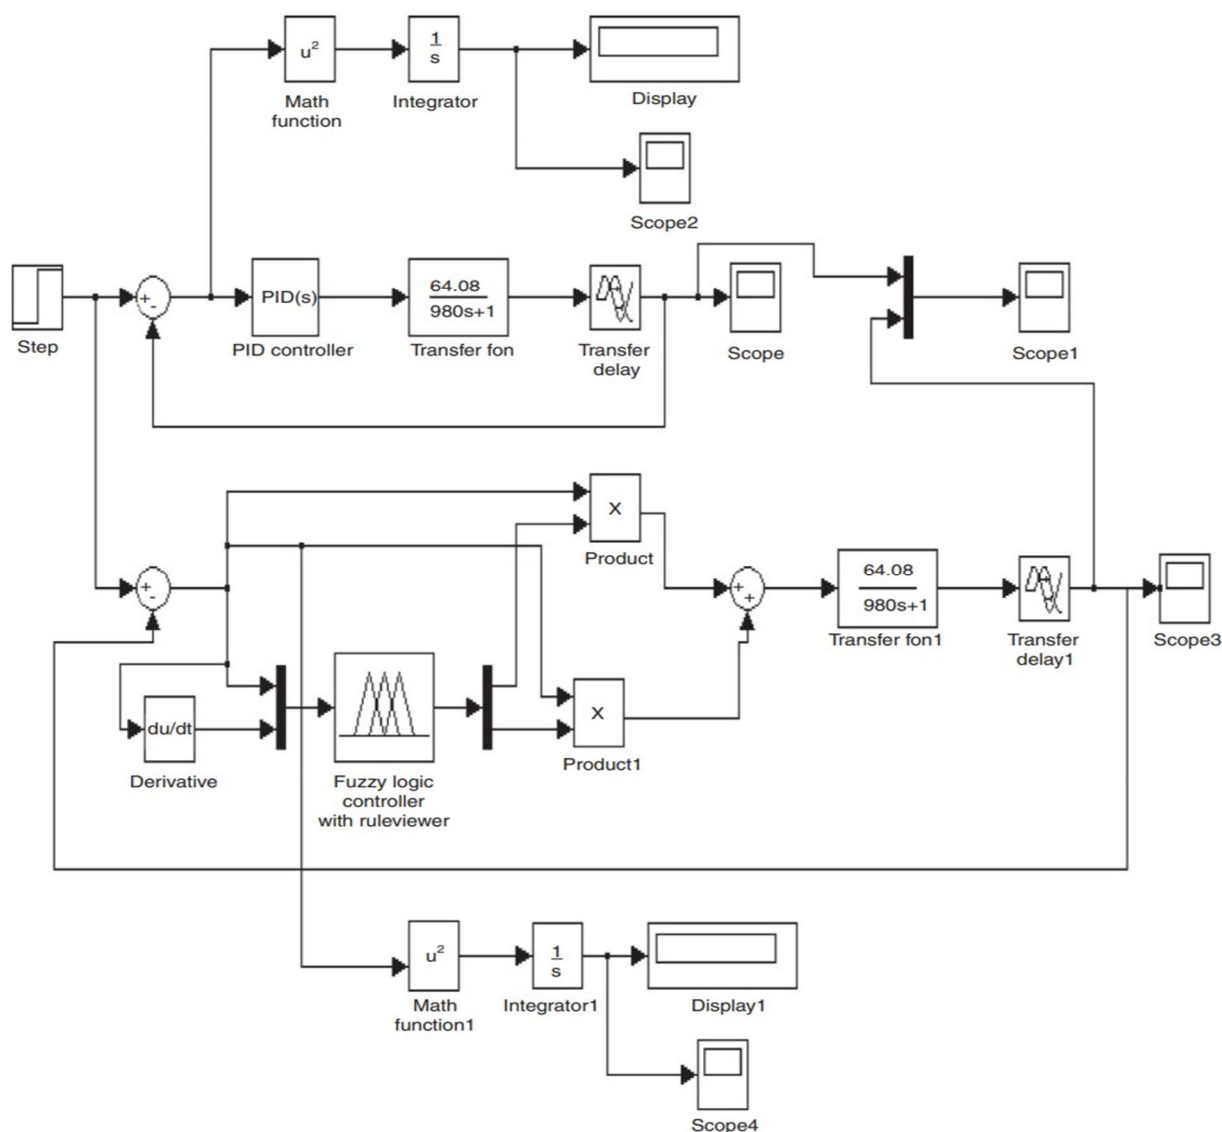 u²
1
s
Math
function
Integrator
Display
Scope2
+
-
PID(s)
64.08
980s+1
Step
PID controller
Transfer fon
Transfer
delay
Scope
Scope1
X
Product
+
-
+
+
64.08
980s+1
Transfer fon1
Transfer
delay1
Scope3
du/dt
X
Derivative
Fuzzy logic
controller
with ruleviewer
Product1
u²
1
s
Math
function1
Integrator1
Display1
Scope4